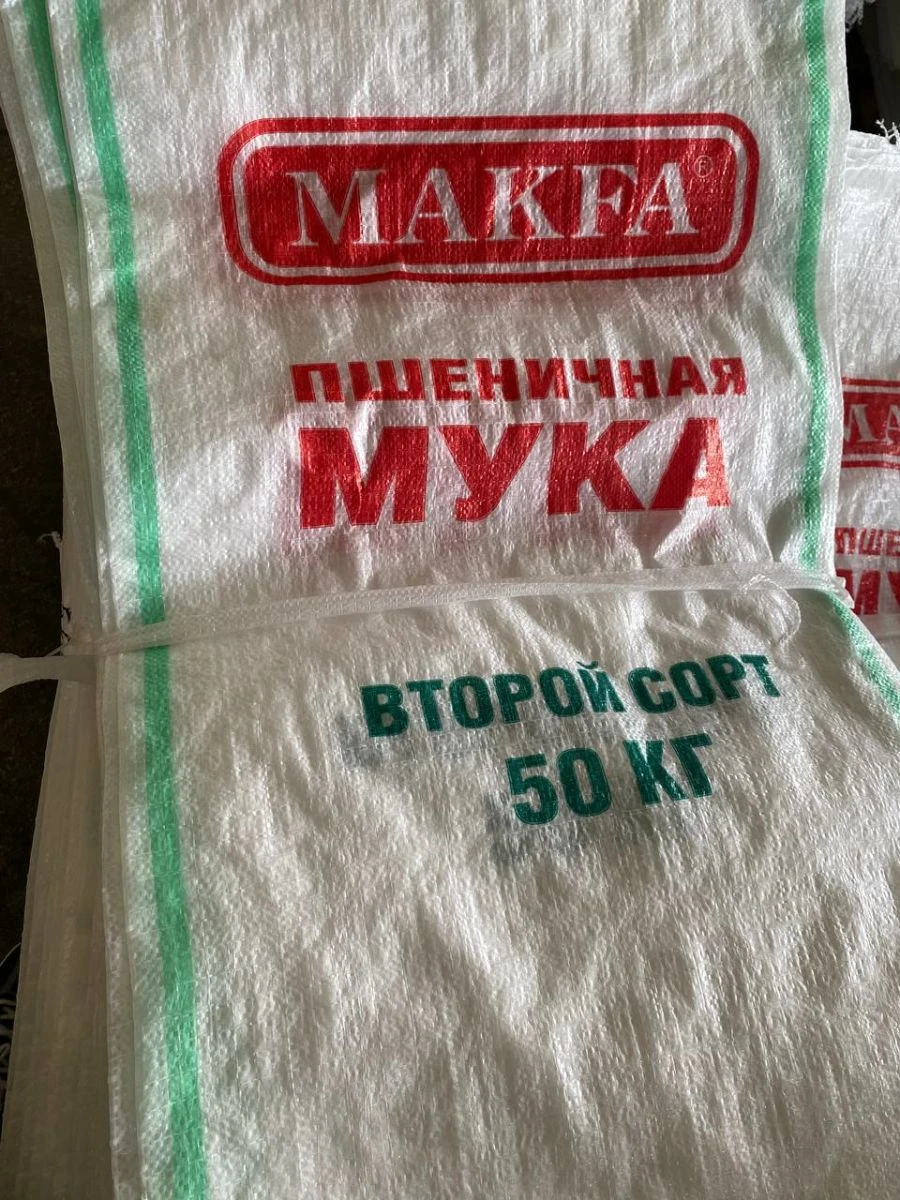 MAKFA®
ПШЕНИЧНАЯ
МУКА
ВТОРОЙ СОРТ
50 КГ